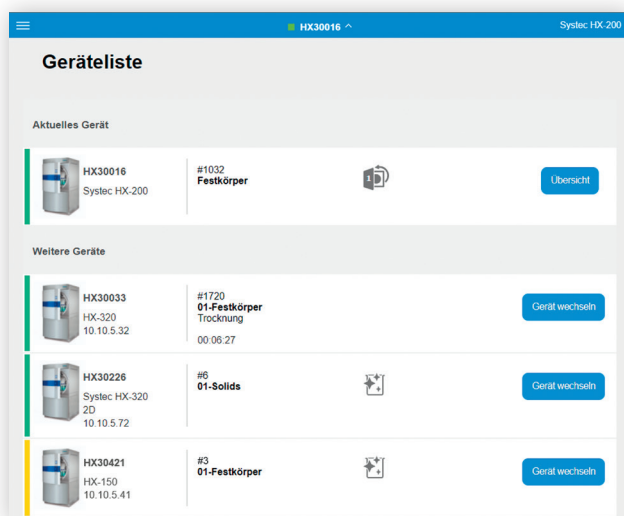 HX30016
Systec HX-200
Geräteliste
Aktuelles Gerät
HX30016
Systec HX-200
#1032
Festkörper
1
Übersicht
Weitere Geräte
HX30033
HX-320
10.10.5.32
#1720
01-Festkörper
Trocknung
00:06:27
Gerät wechseln
HX30226
Systec HX-320
2D
10.10.5.72
#6
01-Solids
Gerät wechseln
HX30421
HX-150
10.10.5.41
#3
01-Festkörper
Gerät wechseln